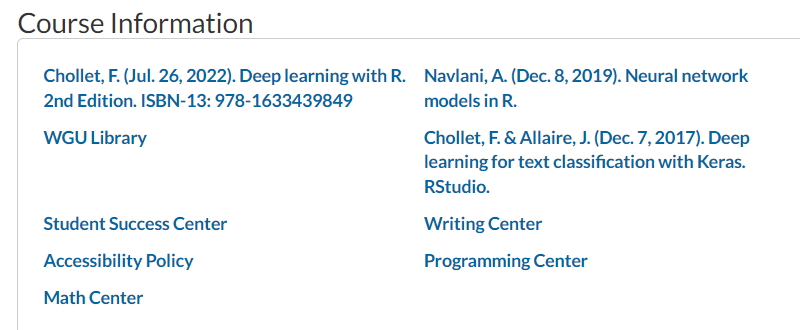 Course Information
Chollet, F. (Jul. 26, 2022). Deep learning with R.
2nd Edition. ISBN-13: 978-1633439849
Navlani, A. (Dec. 8, 2019). Neural network
models in R.
WGU Library
Chollet, F. & Allaire, J. (Dec. 7, 2017). Deep
learning for text classification with Keras.
RStudio.
Student Success Center
Writing Center
Accessibility Policy
Programming Center
Math Center